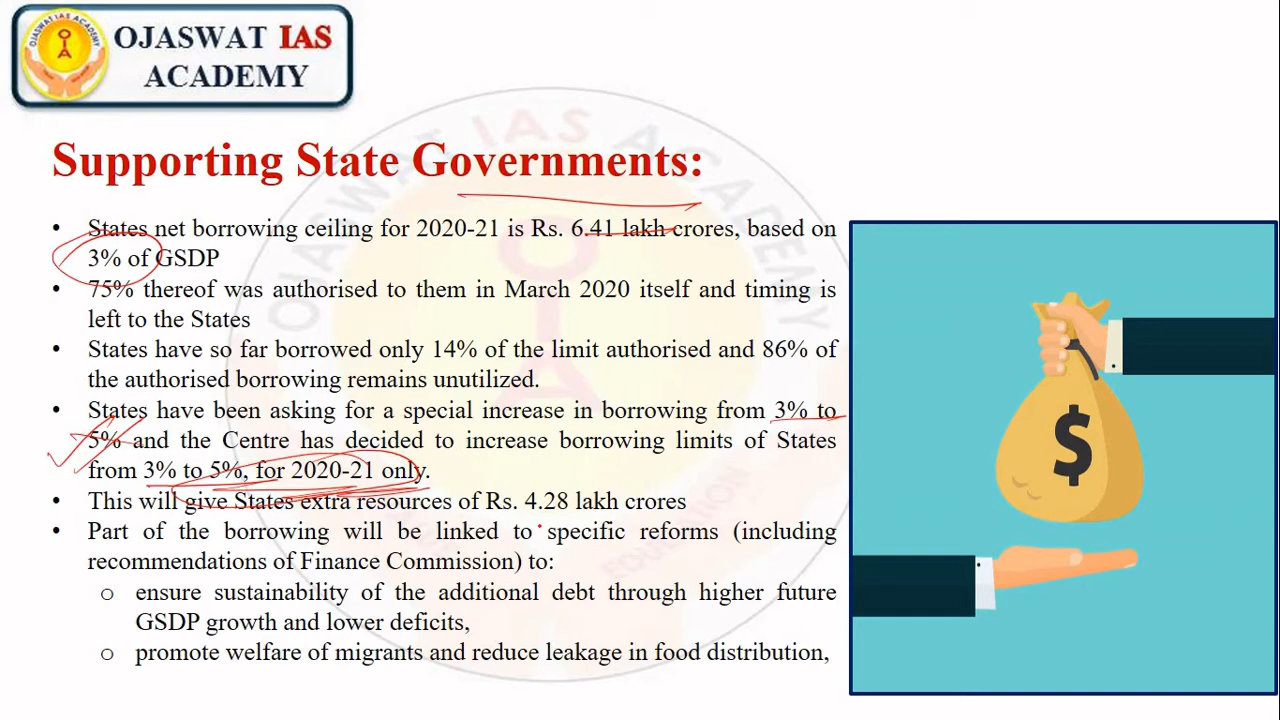 OJASWAT IAS
ACADEMY
Supporting State Governments:
• States net borrowing ceiling for 2020-21 is Rs. 6.41 lakh crores, based on
3% of GSDP
• 75% thereof was authorised to them in March 2020 itself and timing is
left to the States
• States have so far borrowed only 14% of the limit authorised and 86% of
the authorised borrowing remains unutilized.
• States have been asking for a special increase in borrowing from 3% to
5% and the Centre has decided to increase borrowing limits of States
from 3% to 5%, for 2020-21 only.
• This will give States extra resources of Rs. 4.28 lakh crores
• Part of the borrowing will be linked to specific reforms (including
recommendations of Finance Commission) to:
o ensure sustainability of the additional debt through higher future
GSDP growth and lower deficits,
o promote welfare of migrants and reduce leakage in food distribution,
$
OJASWAT IAS ACADEMY
OIA
EDUCATION